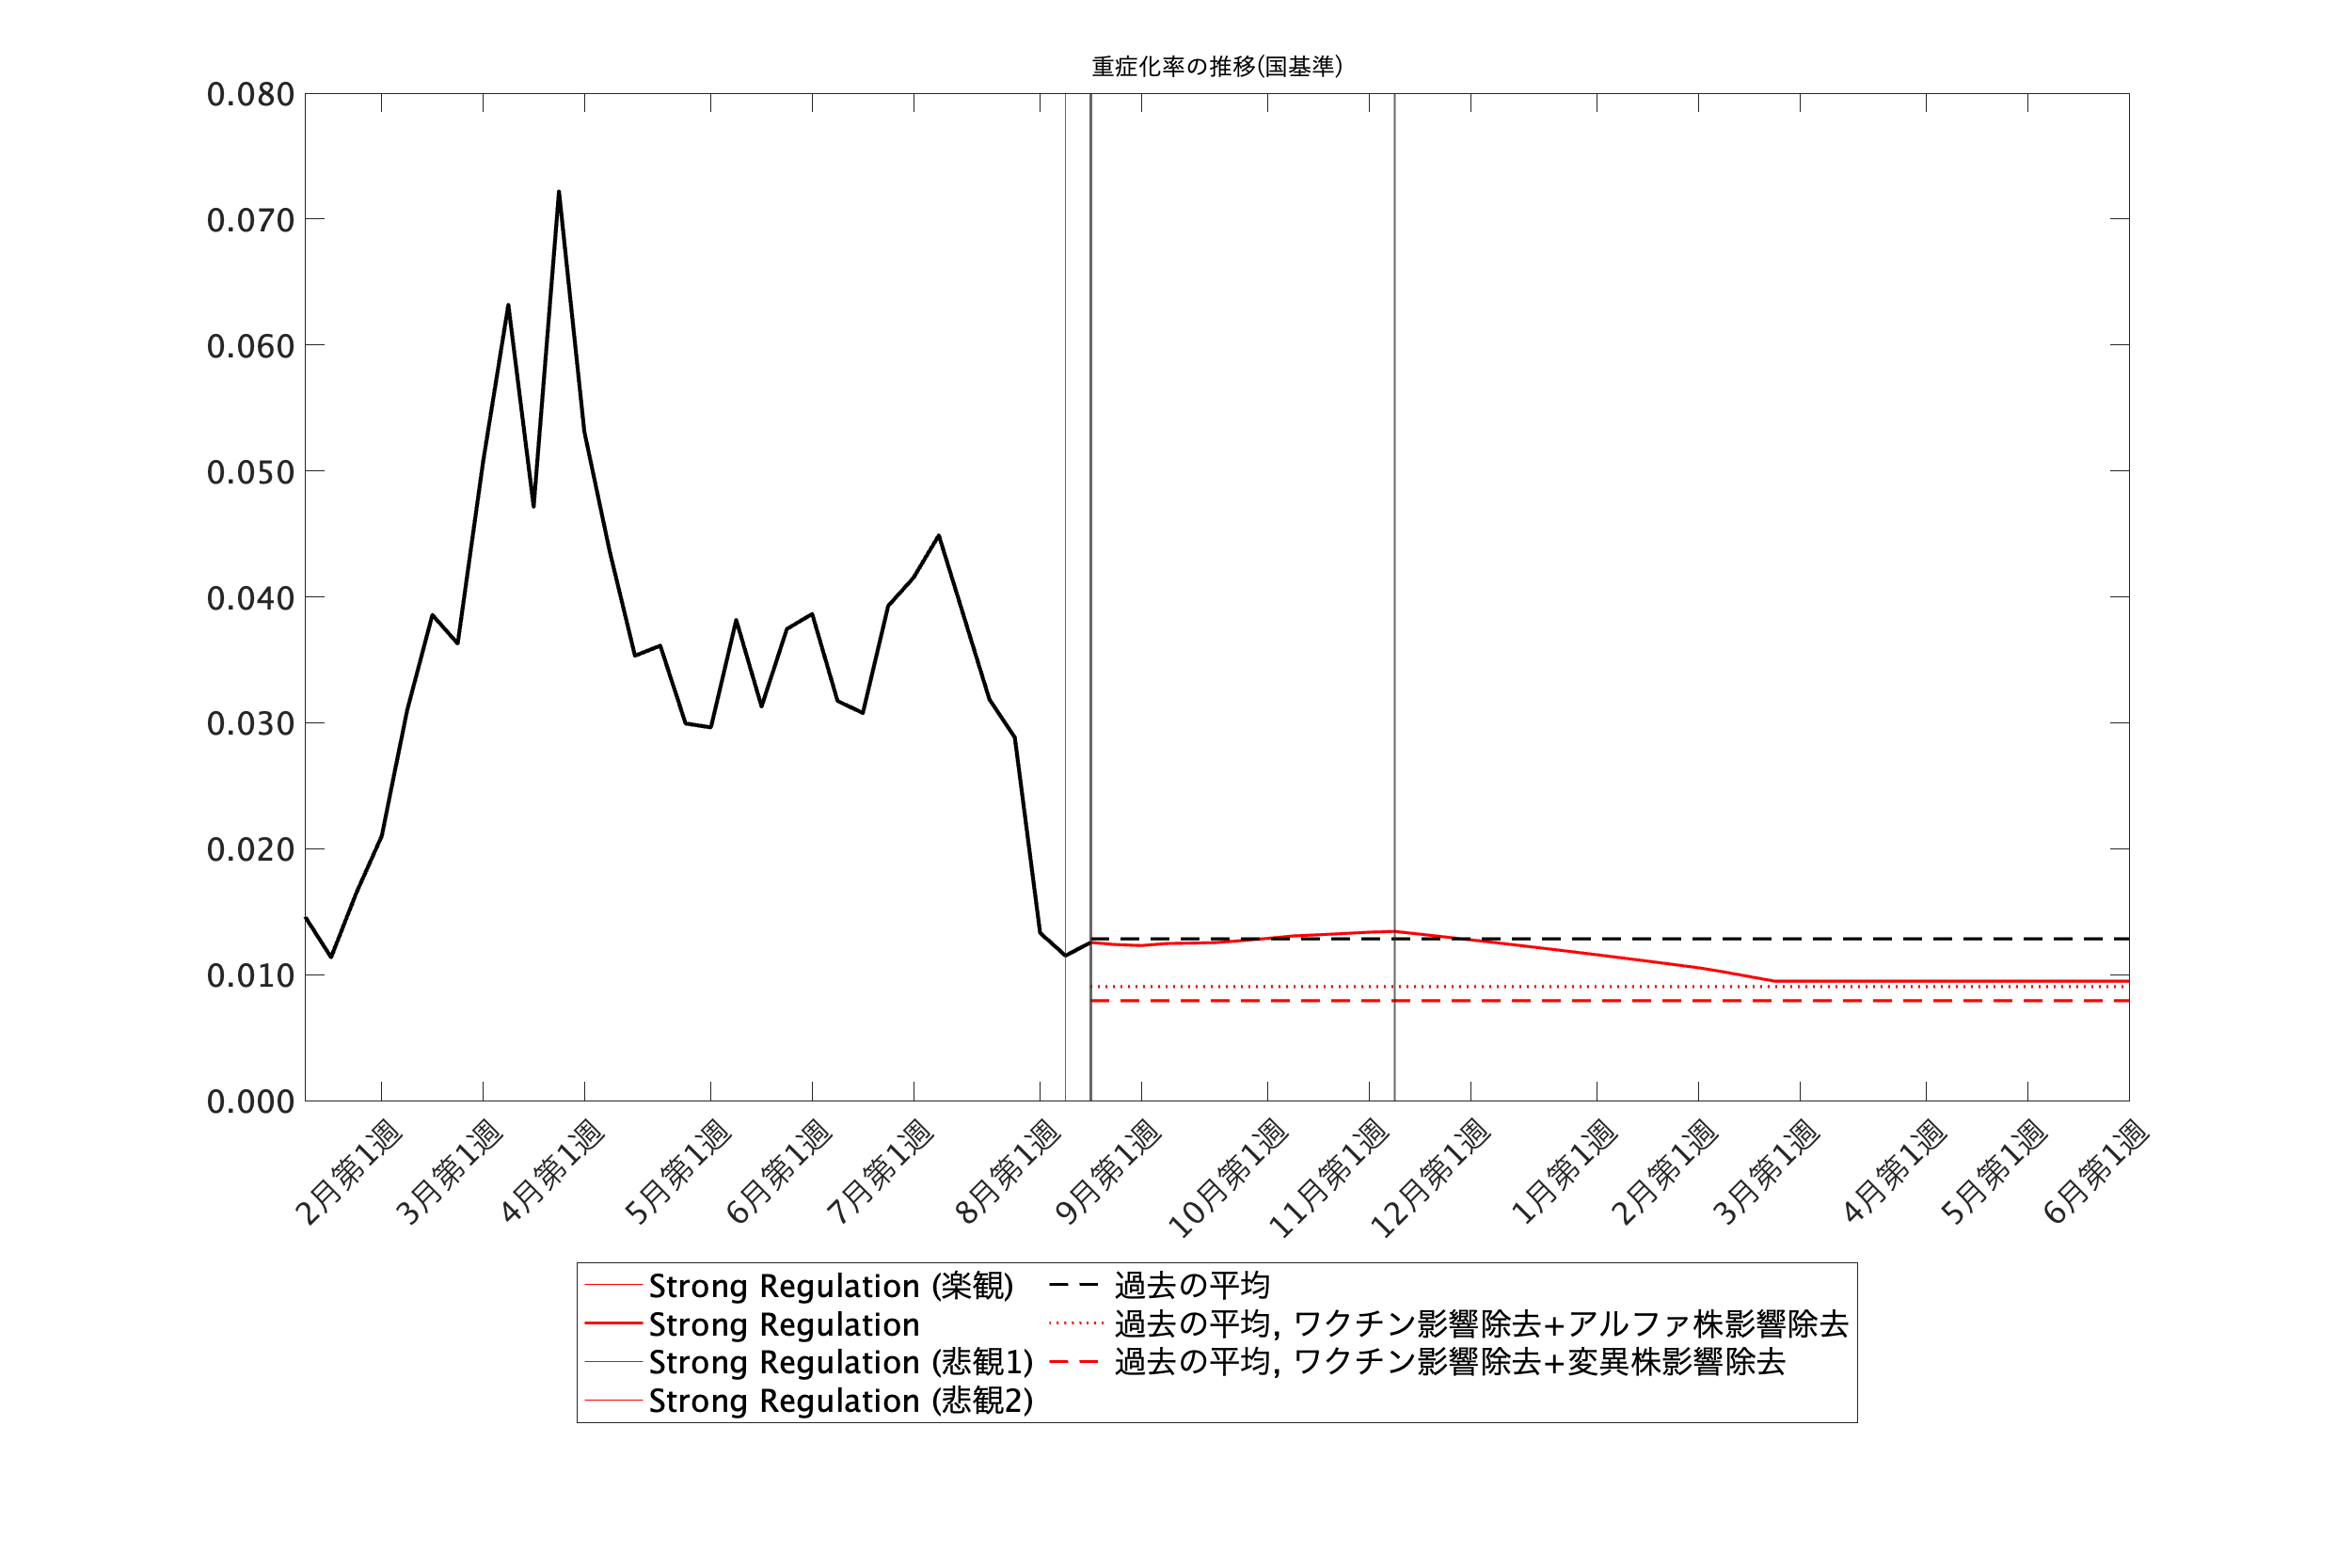 重症化率の推移(国基準)
0.080
0.070
0.060
0.050
0.040
0.030
0.020
0.010
0.000
2月第1週
3月第1週
4月第1週
5月第1週
6月第1週
7月第1週
8月第1週
9月第1週
10月第1週
11月第1週
12月第1週
1月第1週
2月第1週
3月第1週
4月第1週
5月第1週
6月第1週
Strong Regulation (楽観)
Strong Regulation
Strong Regulation (悲観1)
Strong Regulation (悲観2)
過去の平均
過去の平均, ワクチン影響除去+アルファ株影響除去
過去の平均, ワクチン影響除去+変異株影響除去